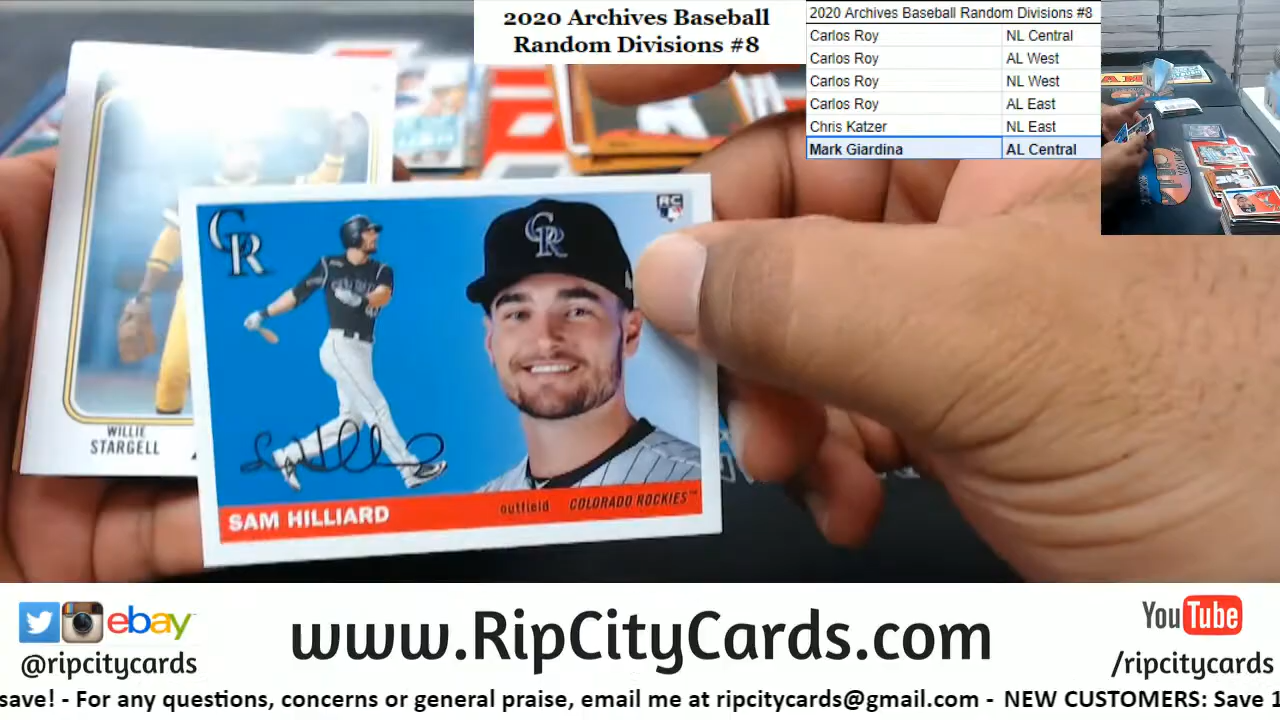 2020 Archives Baseball
Random Divisions #8
2020 Archives Baseball Random Divisions #8
Carlos Roy NL Central
Carlos Roy AL West
Carlos Roy NL West
Carlos Roy AL East
Chris Katzer NL East
Mark Giardina AL Central
CR
RC
CR
WILLIE
STARGELL
SAM HILLIARD outfield COLORADO ROCKIES™
ebay
@ripcitycards
www.RipCityCards.com
YouTube
/ripcitycards
save! - For any questions, concerns or general praise, email me at ripcitycards@gmail.com - NEW CUSTOMERS: Save 1